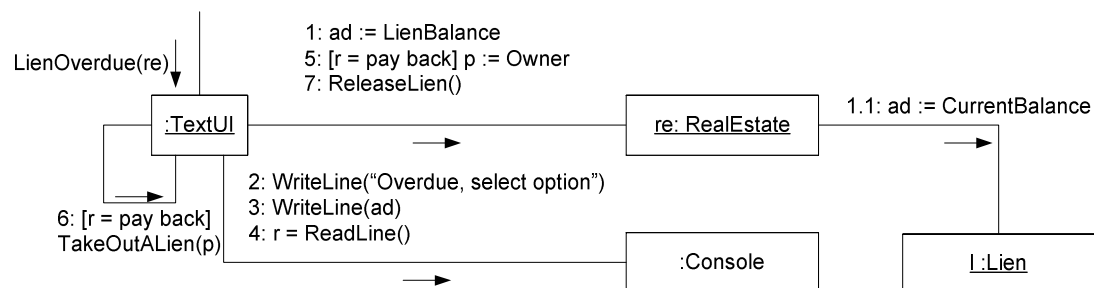 1: ad := LienBalance
5: [r = pay back] p := Owner
7: ReleaseLien()
LienOverdue(re)
:TextUI
re: RealEstate
1.1: ad := CurrentBalance
2: WriteLine(“Overdue, select option”)
3: WriteLine(ad)
4: r = ReadLine()
6: [r = pay back]
TakeOutALien(p)
:Console
l :Lien